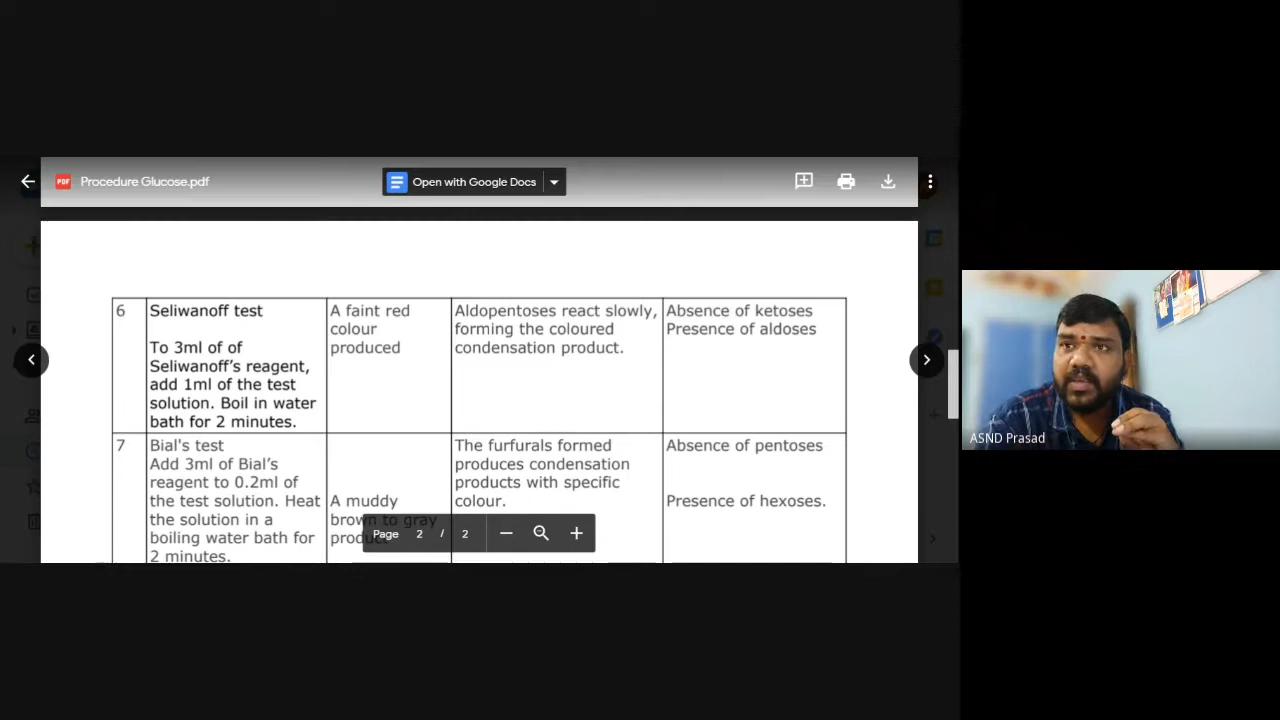 Procedure Glucose.pdf
Open with Google Docs
6
Seliwanoff test
To 3ml of of
Seliwanoff's reagent,
add 1ml of the test
solution. Boil in water
bath for 2 minutes.
A faint red
colour
produced
Aldopentoses react slowly,
forming the coloured
condensation product.
Absence of ketoses
Presence of aldoses
7
Bial's test
Add 3ml of Bial's
reagent to 0.2ml of
the test solution. Heat
the solution in a
boiling water bath for
2 minutes.
A muddy
brown to gray
product
The furfurals formed
produces condensation
products with specific
colour.
Absence of pentoses
Presence of hexoses.
Page 2 / 2
ASND Prasad
PDF